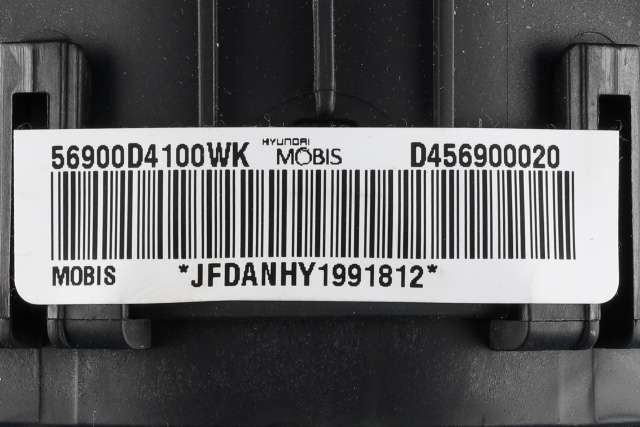 56900D4100WK HYUNDAI MOBIS D456900020
MOBIS *JFDANHY1991812*